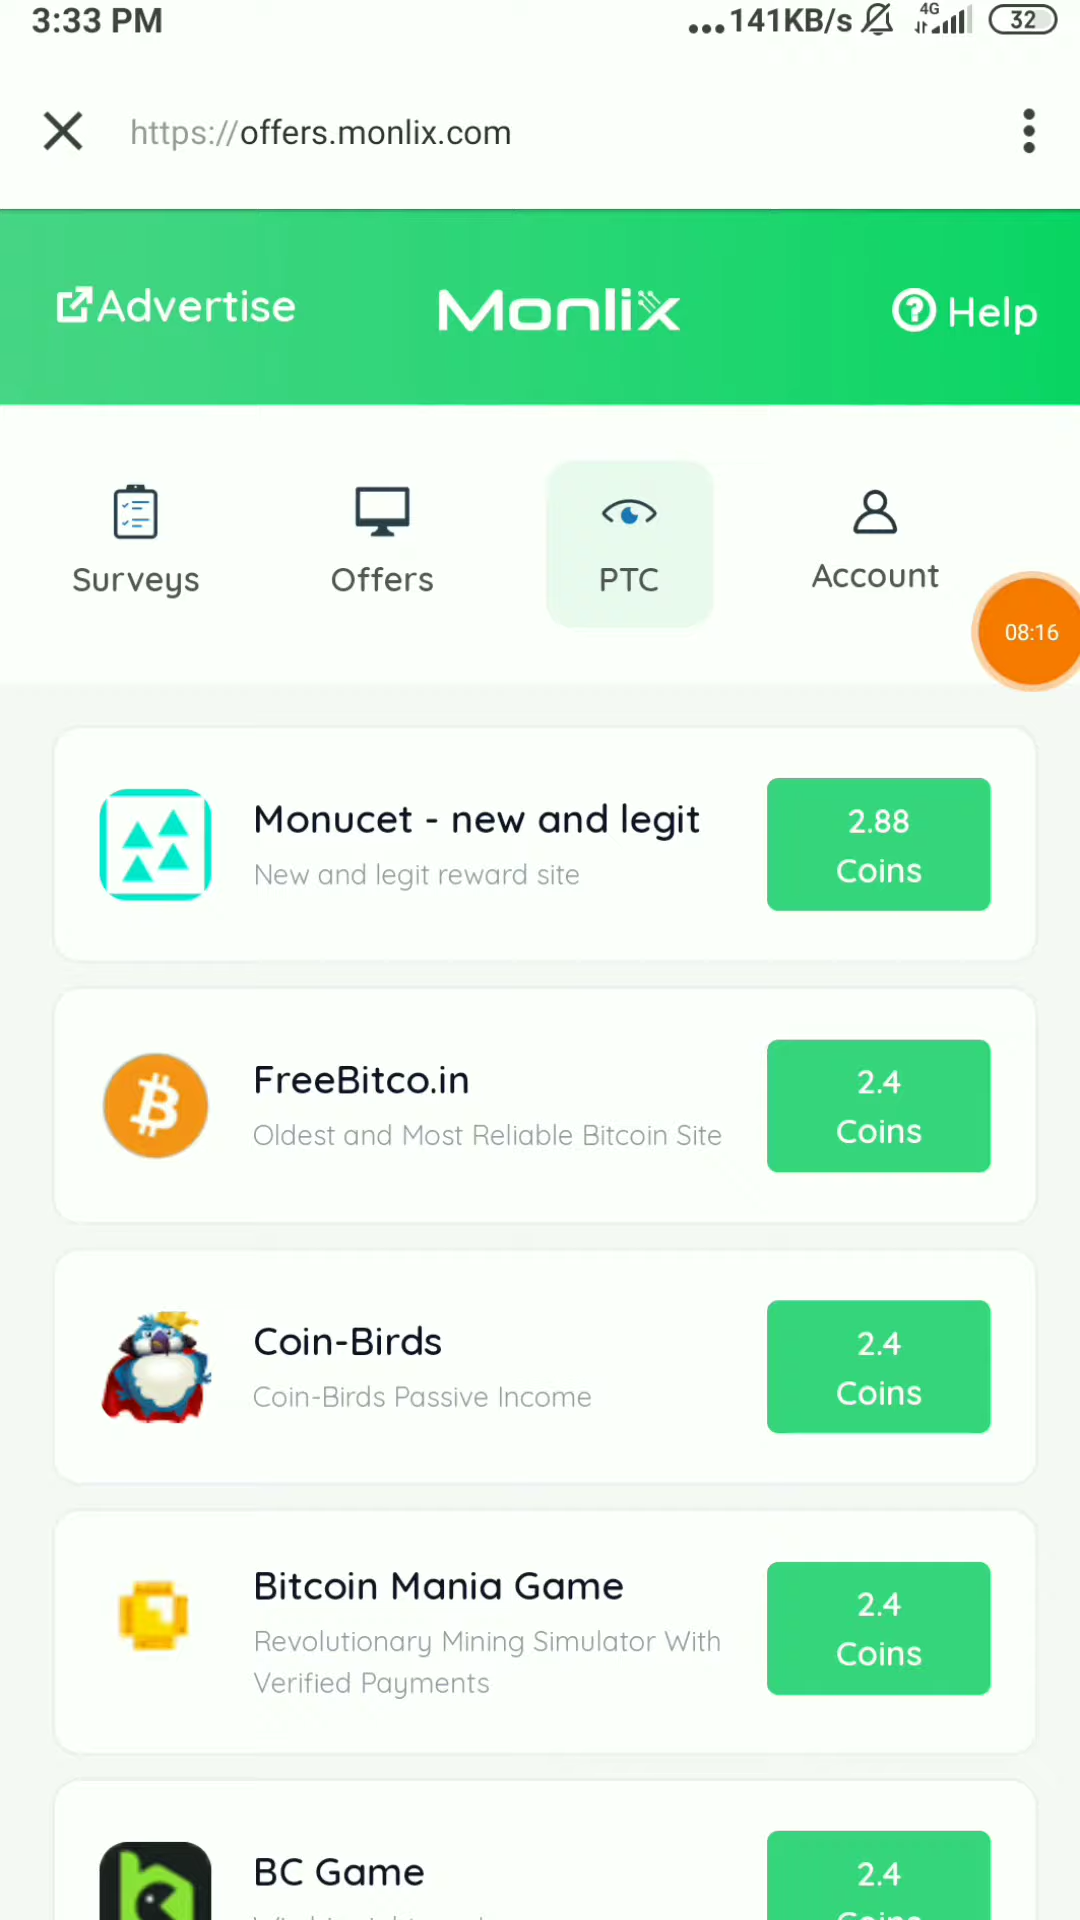 3:33 PM
141KB/s 4G 32
https://offers.monlix.com
Advertise
Monlix
Help
Surveys
Offers
PTC
Account
08:16
Monucet - new and legit
New and legit reward site
2.88
Coins
FreeBitco.in
Oldest and Most Reliable Bitcoin Site
2.4
Coins
Coin-Birds
Coin-Birds Passive Income
2.4
Coins
Bitcoin Mania Game
Revolutionary Mining Simulator With
Verified Payments
2.4
Coins
BC Game
2.4
Coins